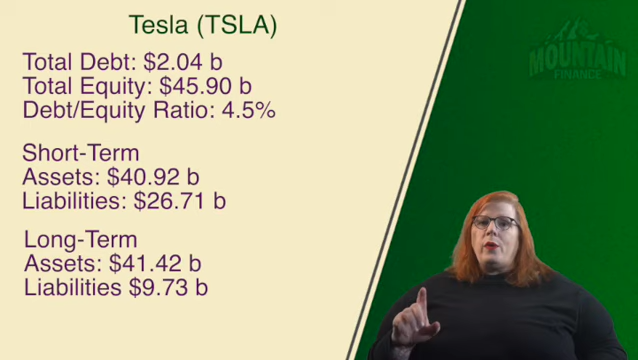 Tesla (TSLA)
Total Debt: $2.04 b
Total Equity: $45.90 b
Debt/Equity Ratio: 4.5%
Short-Term
Assets: $40.92 b
Liabilities: $26.71 b
Long-Term
Assets: $41.42 b
Liabilities $9.73 b
MOUNTAIN
FINANCE